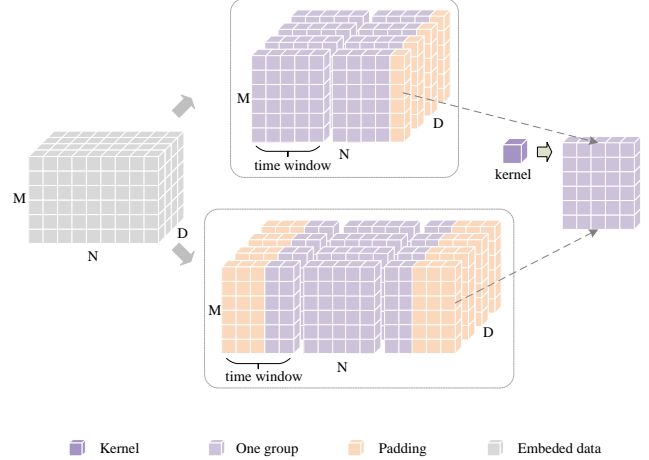 M
D
time window
N
kernel
M
D
N
M
D
time window
N
Kernel
One group
Padding
Embeded data